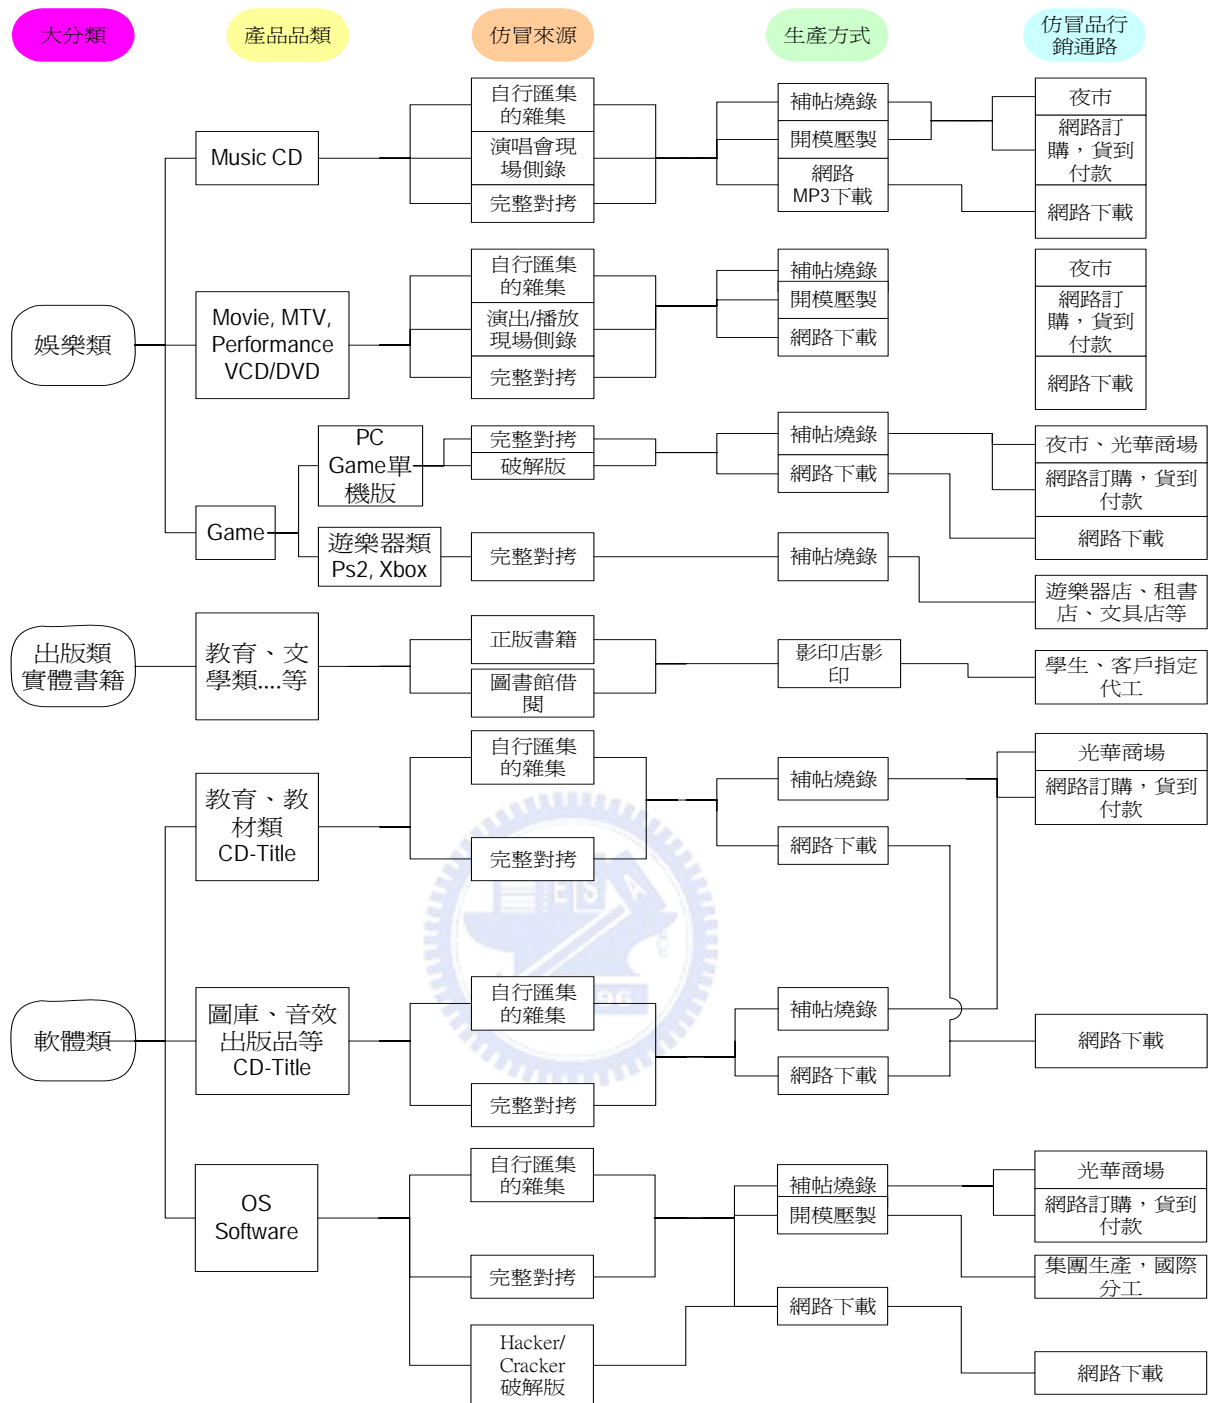 大分類
產品品類
仿冒來源
生產方式
仿冒品行
銷通路
娛樂類
Music CD
自行匯集
的雜集
演唱會現
場側錄
完整對拷
補帖燒錄
開模壓製
網路
MP3下載
夜市
網路訂
購，貨到
付款
網路下載
Movie, MTV,
Performance
VCD/DVD
自行匯集
的雜集
演出/播放
現場側錄
完整對拷
補帖燒錄
開模壓製
網路下載
夜市
網路訂
購，貨到
付款
網路下載
Game
PC
Game單
機版
完整對拷
破解版
補帖燒錄
網路下載
夜市、光華商場
網路訂購，貨到
付款
網路下載
遊樂器類
Ps2, Xbox
完整對拷
補帖燒錄
遊樂器店、租書
店、文具店等
出版類
實體書籍
教育、文
學類....等
正版書籍
圖書館借
閱
影印店影
印
學生、客戶指定
代工
軟體類
教育、教
材類
CD-Title
自行匯集
的雜集
完整對拷
補帖燒錄
網路下載
光華商場
網路訂購，貨到
付款
圖庫、音效
出版品等
CD-Title
自行匯集
的雜集
完整對拷
補帖燒錄
網路下載
網路下載
OS
Software
自行匯集
的雜集
完整對拷
Hacker/
Cracker
破解版
補帖燒錄
開模壓製
網路下載
光華商場
網路訂購，貨到
付款
集團生產，國際
分工
網路下載